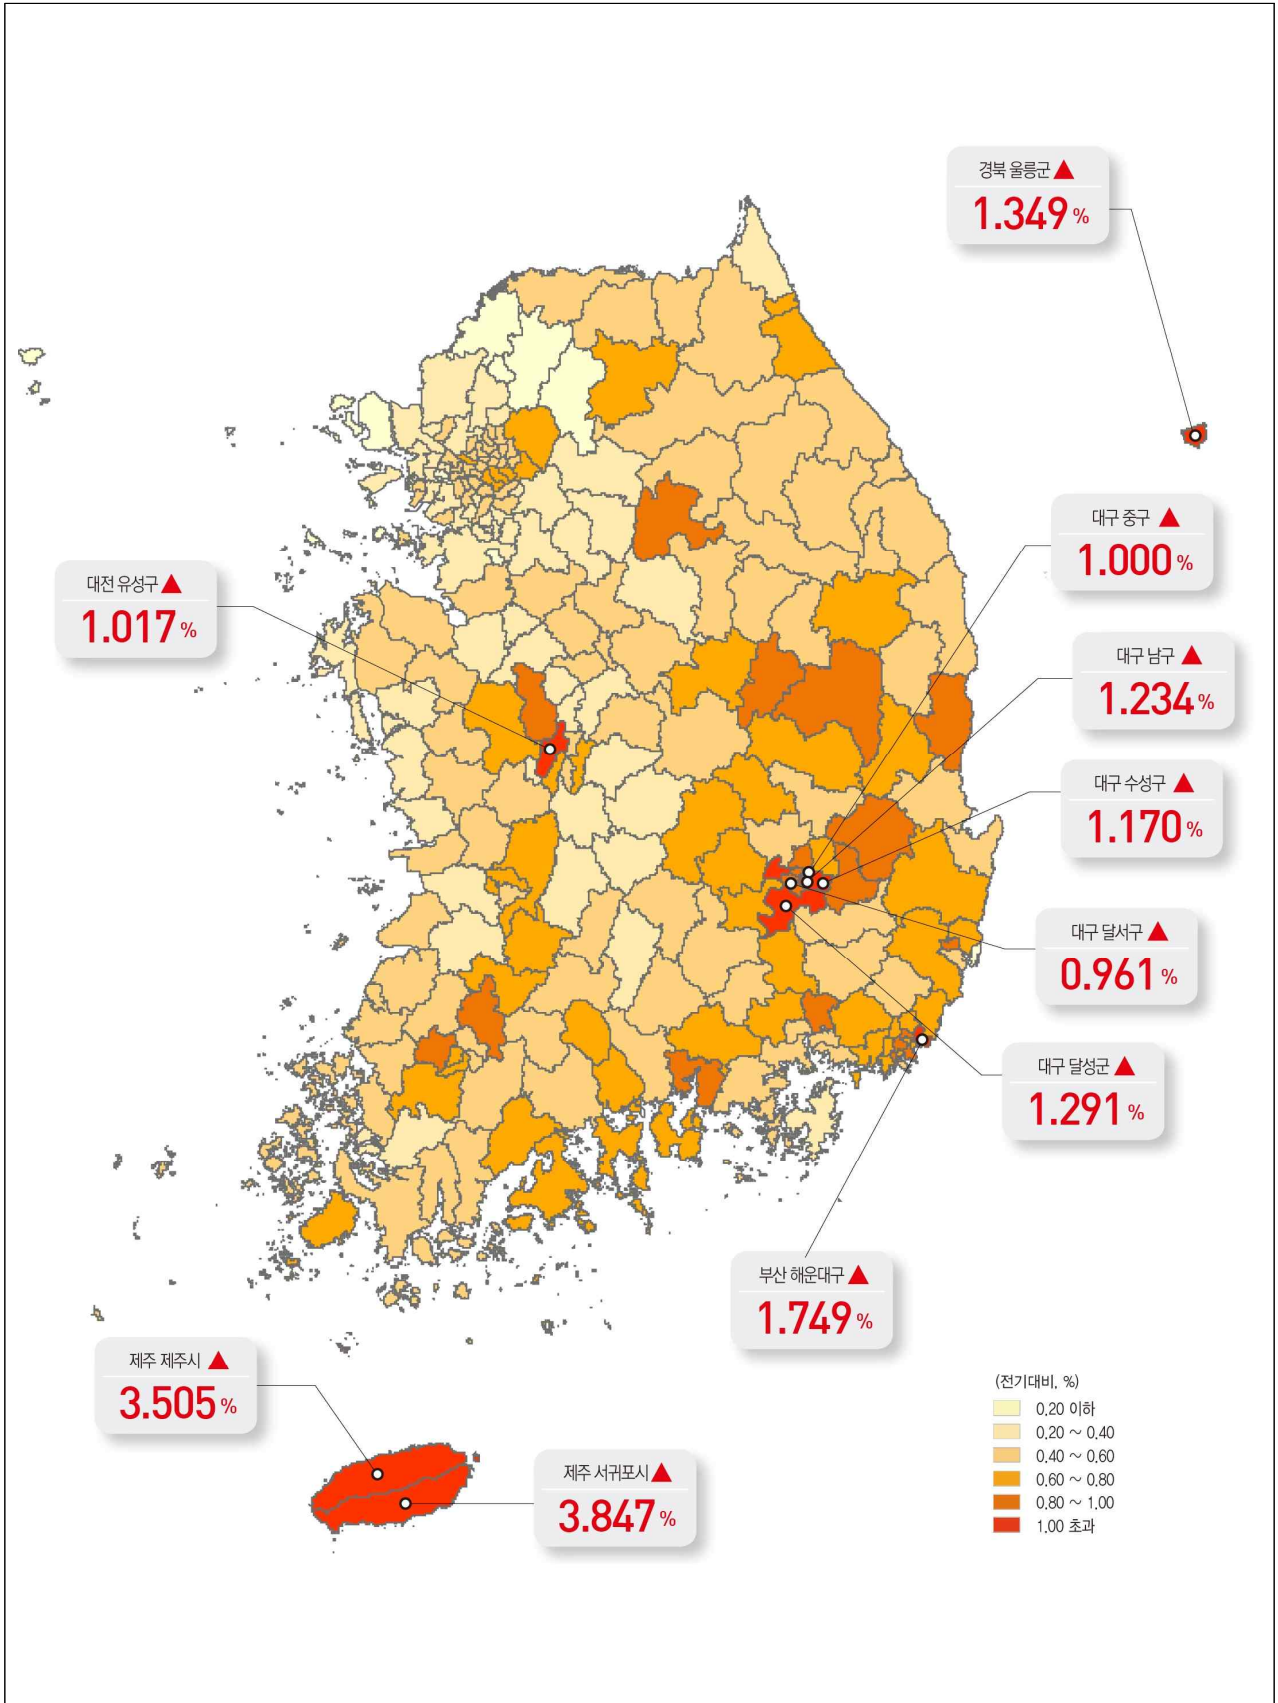 경북 울릉군 ▲
1.349 %
대구 중구 ▲
1.000 %
대전 유성구 ▲
1.017 %
대구 남구 ▲
1.234 %
대구 수성구 ▲
1.170 %
대구 달서구 ▲
0.961 %
대구 달성군 ▲
1.291 %
부산 해운대구 ▲
1.749 %
제주 제주시 ▲
3.505 %
제주 서귀포시 ▲
3.847 %
(전기대비, %)
0.20 이하
0.20 ~ 0.40
0.40 ~ 0.60
0.60 ~ 0.80
0.80 ~ 1.00
1.00 초과